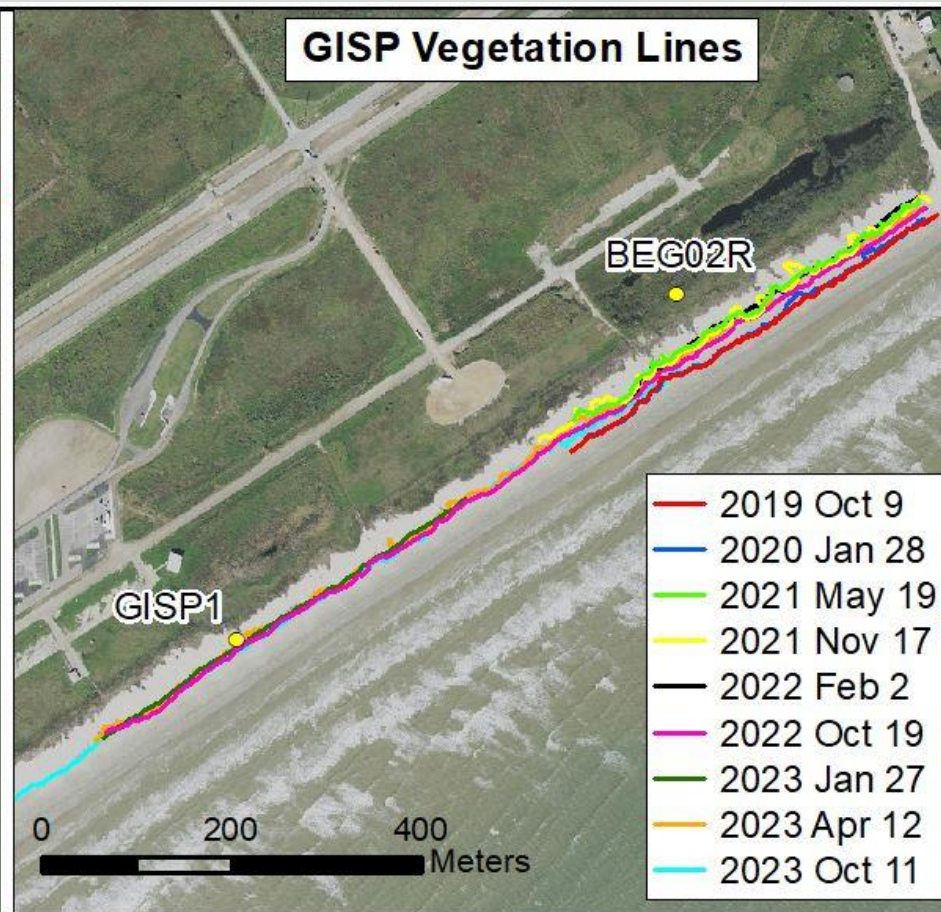 GISP Vegetation Lines
BEG02R
GISP1
2019 Oct 9
2020 Jan 28
2021 May 19
2021 Nov 17
2022 Feb 2
2022 Oct 19
2023 Jan 27
2023 Apr 12
2023 Oct 11
0 200 400
Meters